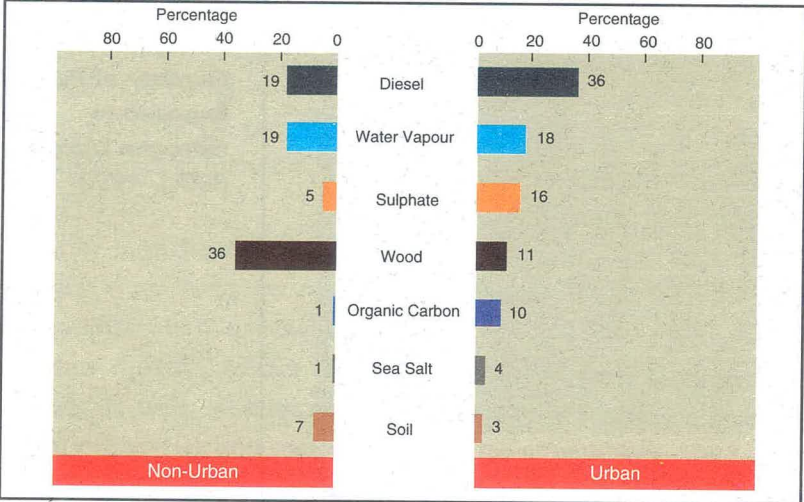 Percentage Percentage
80 60 40 20 0 0 20 40 60 80
19 Diesel 36
19 Water Vapour 18
5 Sulphate 16
36 Wood 11
1 Organic Carbon 10
1 Sea Salt 4
7 Soil 3
Non-Urban Urban